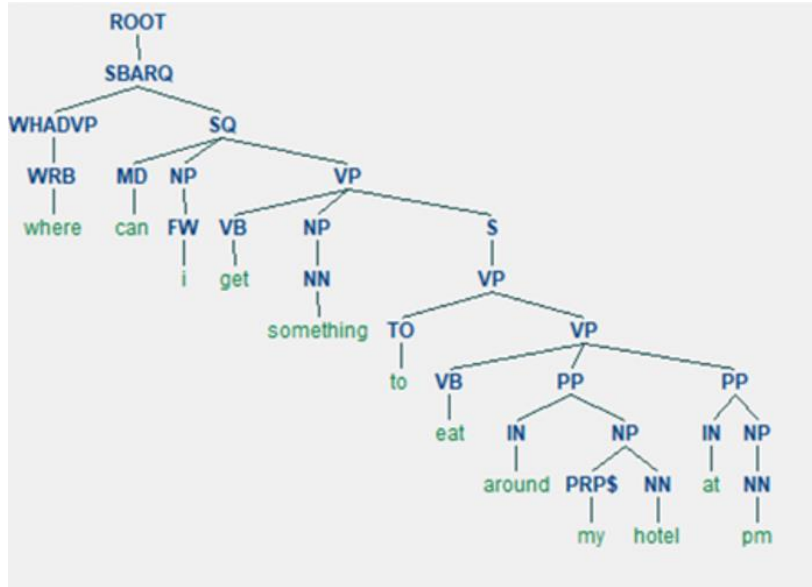 ROOT
SBARQ
WHADVP SQ
WRB MD NP VP
where can FW VB NP S
i get NN VP
something TO VP
to VB PP PP
eat IN NP IN NP
around PRP$ NN at NN
my hotel pm